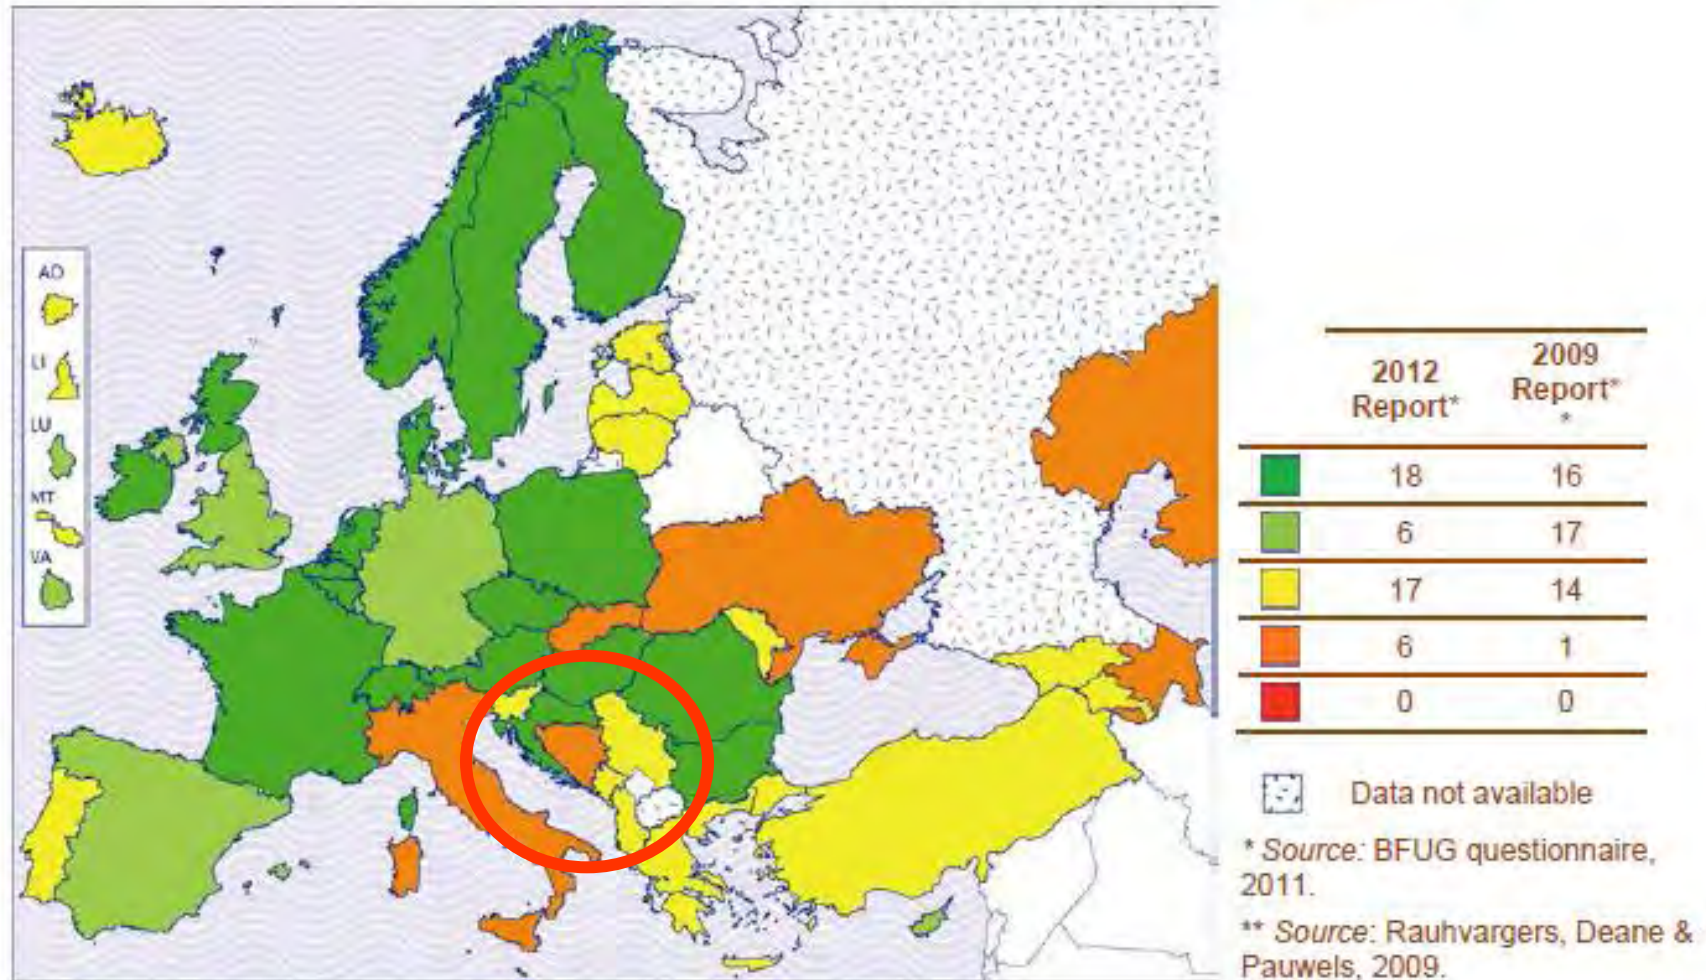 AD
LI
LU
MT
VA
2012 Report* 2009 Report*
*
18 16
6 17
17 14
6 1
0 0
Data not available
* Source: BFUG questionnaire,
2011.
** Source: Rauhvargers, Deane &
Pauwels, 2009.